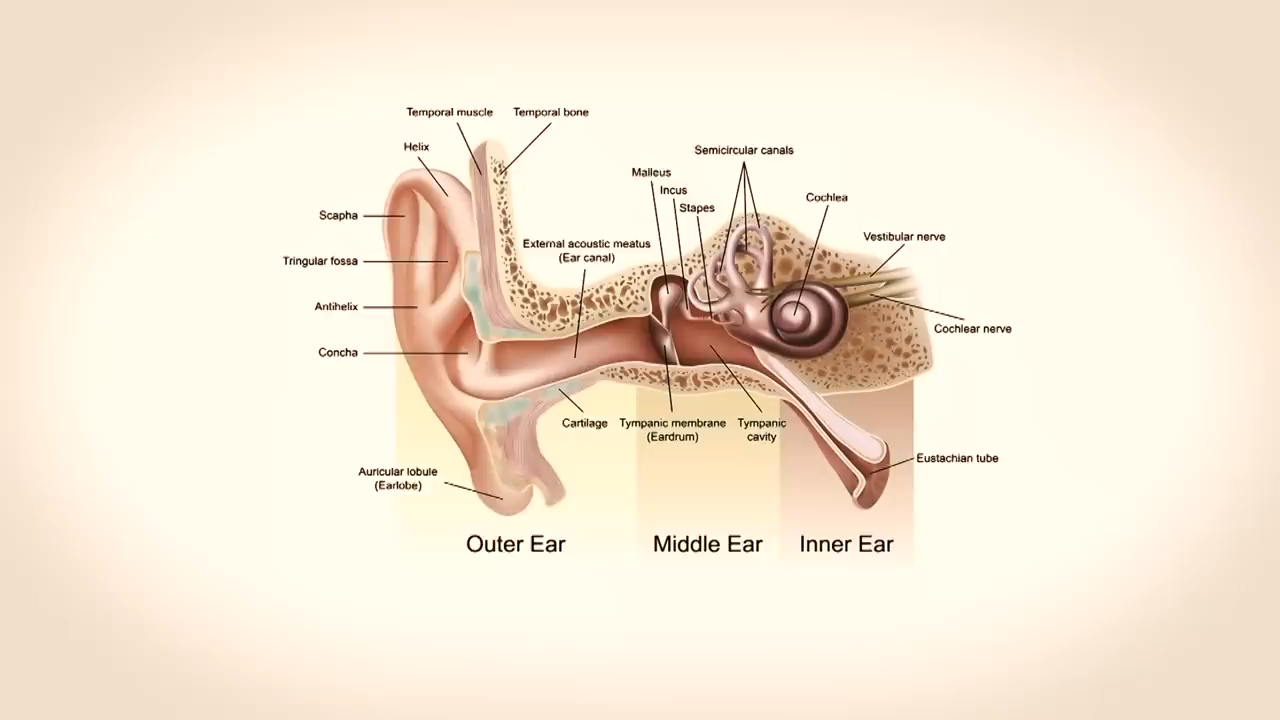 Temporal muscle
Temporal bone
Helix
Semicircular canals
Malleus
Incus
Stapes
Cochlea
Scapha
Vestibular nerve
External acoustic meatus
(Ear canal)
Tringular fossa
Antihelix
Cochlear nerve
Concha
Cartilage
Tympanic membrane
(Eardrum)
Tympanic
cavity
Eustachian tube
Auricular lobule
(Earlobe)
Outer Ear
Middle Ear
Inner Ear